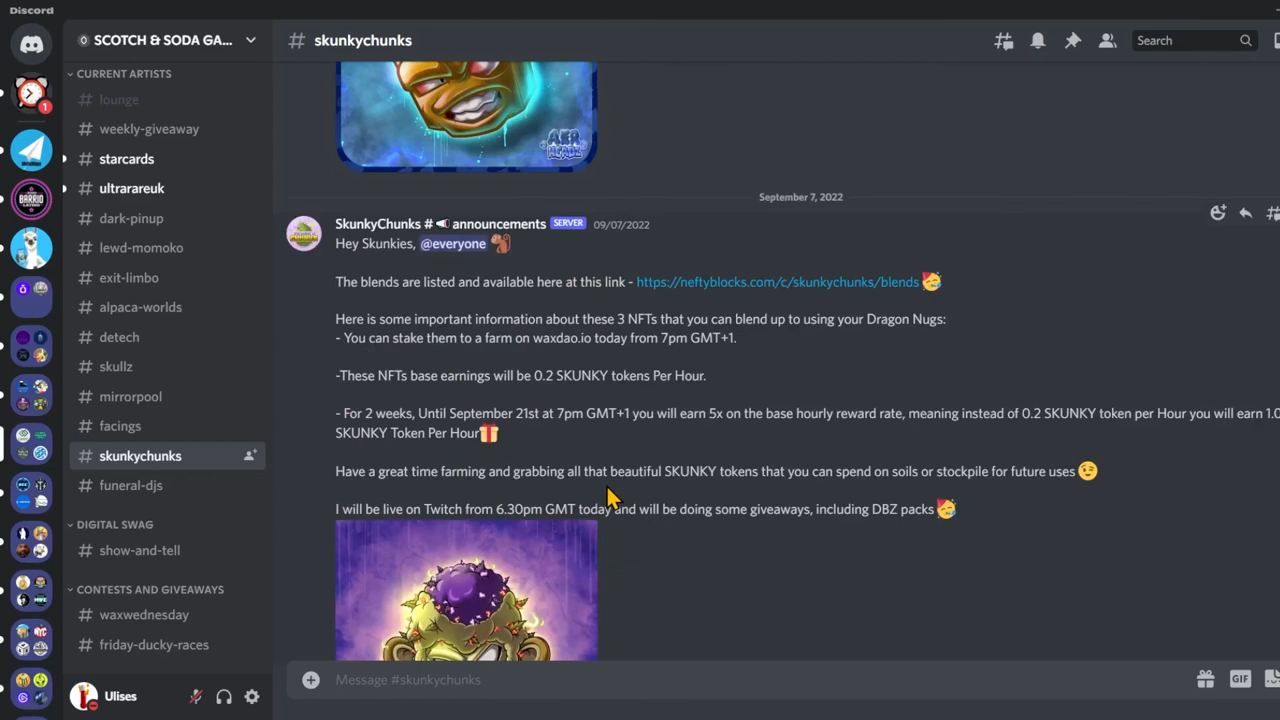 Discord
SCOTCH & SODA GA...
# skunkychunks
Search
CURRENT ARTISTS
# lounge
# weekly-giveaway
# starcards
# ultrarareuk
# dark-pinup
# lewd-momoko
# exit-limbo
# alpaca-worlds
# detech
# skullz
# mirrorpool
# facings
# skunkychunks
# funeral-djs
DIGITAL SWAG
# show-and-tell
CONTESTS AND GIVEAWAYS
# waxwednesday
# friday-ducky-races
Ulises
1
September 7, 2022
SkunkyChunks # announcements SERVER 09/07/2022
Hey Skunkies, @everyone
The blends are listed and available here at this link - https://neftyblocks.com/c/skunkychunks/blends
Here is some important information about these 3 NFTs that you can blend up to using your Dragon Nugs:
- You can stake them to a farm on waxdao.io today from 7pm GMT+1.
-These NFTs base earnings will be 0.2 SKUNKY tokens Per Hour.
- For 2 weeks, Until September 21st at 7pm GMT+1 you will earn 5x on the base hourly reward rate, meaning instead of 0.2 SKUNKY token per Hour you will earn 1.0
SKUNKY Token Per Hour
Have a great time farming and grabbing all that beautiful SKUNKY tokens that you can spend on soils or stockpile for future uses
I will be live on Twitch from 6.30pm GMT today and will be doing some giveaways, including DBZ packs
Message #skunkychunks
GIF